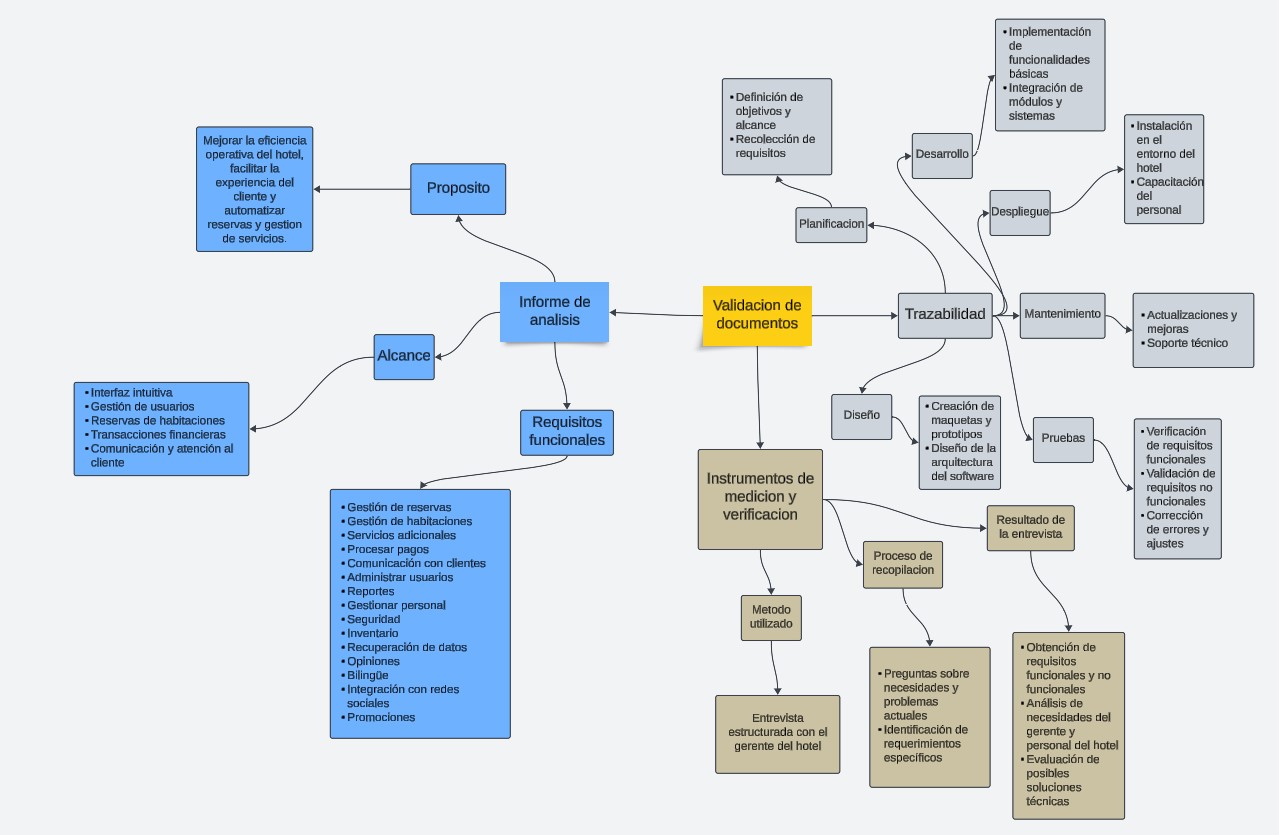 Validacion de
documentos
Informe de
analisis
Proposito
Mejorar la eficiencia
operativa del hotel,
facilitar la
experiencia del
cliente y
automatizar
reservas y gestion
de servicios.
Alcance
• Interfaz intuitiva
• Gestión de usuarios
• Reservas de habitaciones
• Transacciones financieras
• Comunicación y atención al
cliente
Requisitos
funcionales
• Gestión de reservas
• Gestión de habitaciones
• Servicios adicionales
• Procesar pagos
• Comunicación con clientes
• Administrar usuarios
• Reportes
• Gestionar personal
• Seguridad
• Inventario
• Recuperación de datos
• Opiniones
• Bilingüe
• Integración con redes
sociales
• Promociones
Trazabilidad
Planificacion
• Definición de
objetivos y
alcance
• Recolección de
requisitos
Desarrollo
• Implementación
de
funcionalidades
básicas
• Integración de
módulos y
sistemas
Despliegue
• Instalación
en el
entorno del
hotel
• Capacitación
del
personal
Mantenimiento
• Actualizaciones y
mejoras
• Soporte técnico
Diseño
• Creación de
maquetas y
prototipos
• Diseño de la
arquitectura
del software
Pruebas
• Verificación
de requisitos
funcionales
• Validación de
requisitos no
funcionales
• Corrección
de errores y
ajustes
Instrumentos de
medicion y
verificacion
Metodo
utilizado
Entrevista
estructurada con el
gerente del hotel
Proceso de
recopilacion
• Preguntas sobre
necesidades y
problemas
actuales
• Identificación de
requerimientos
específicos
Resultado de
la entrevista
• Obtención de
requisitos
funcionales y no
funcionales
• Análisis de
necesidades del
gerente y
personal del hotel
• Evaluación de
posibles
soluciones
técnicas